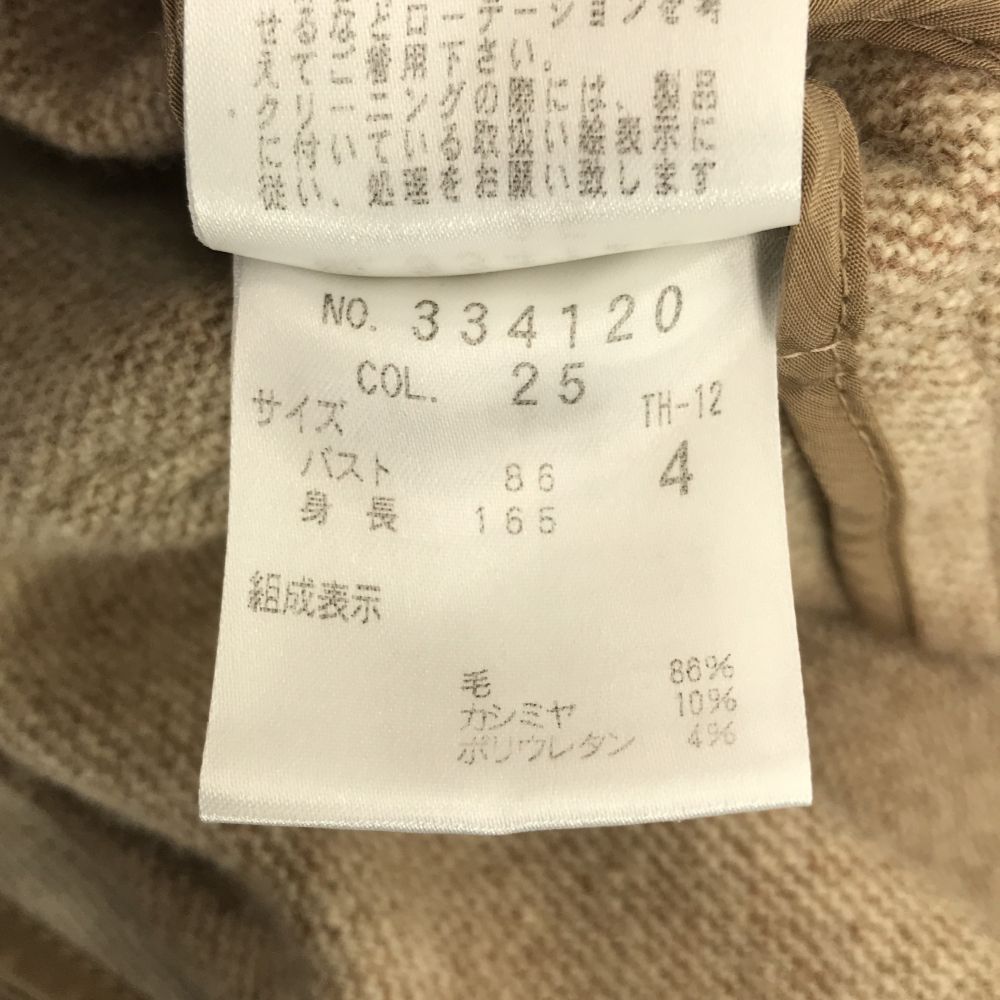 せるなどローテーションを考
えてご着用下さい。
クリーニングの際は、製品
に付いている取扱い絵表示に
従い、処理をお願い致します
NO. 334120
COL. 25
サイズ TH-12
バスト 86 4
身長 165
組成表示
毛 86%
カシミヤ 10%
ポリウレタン 4%